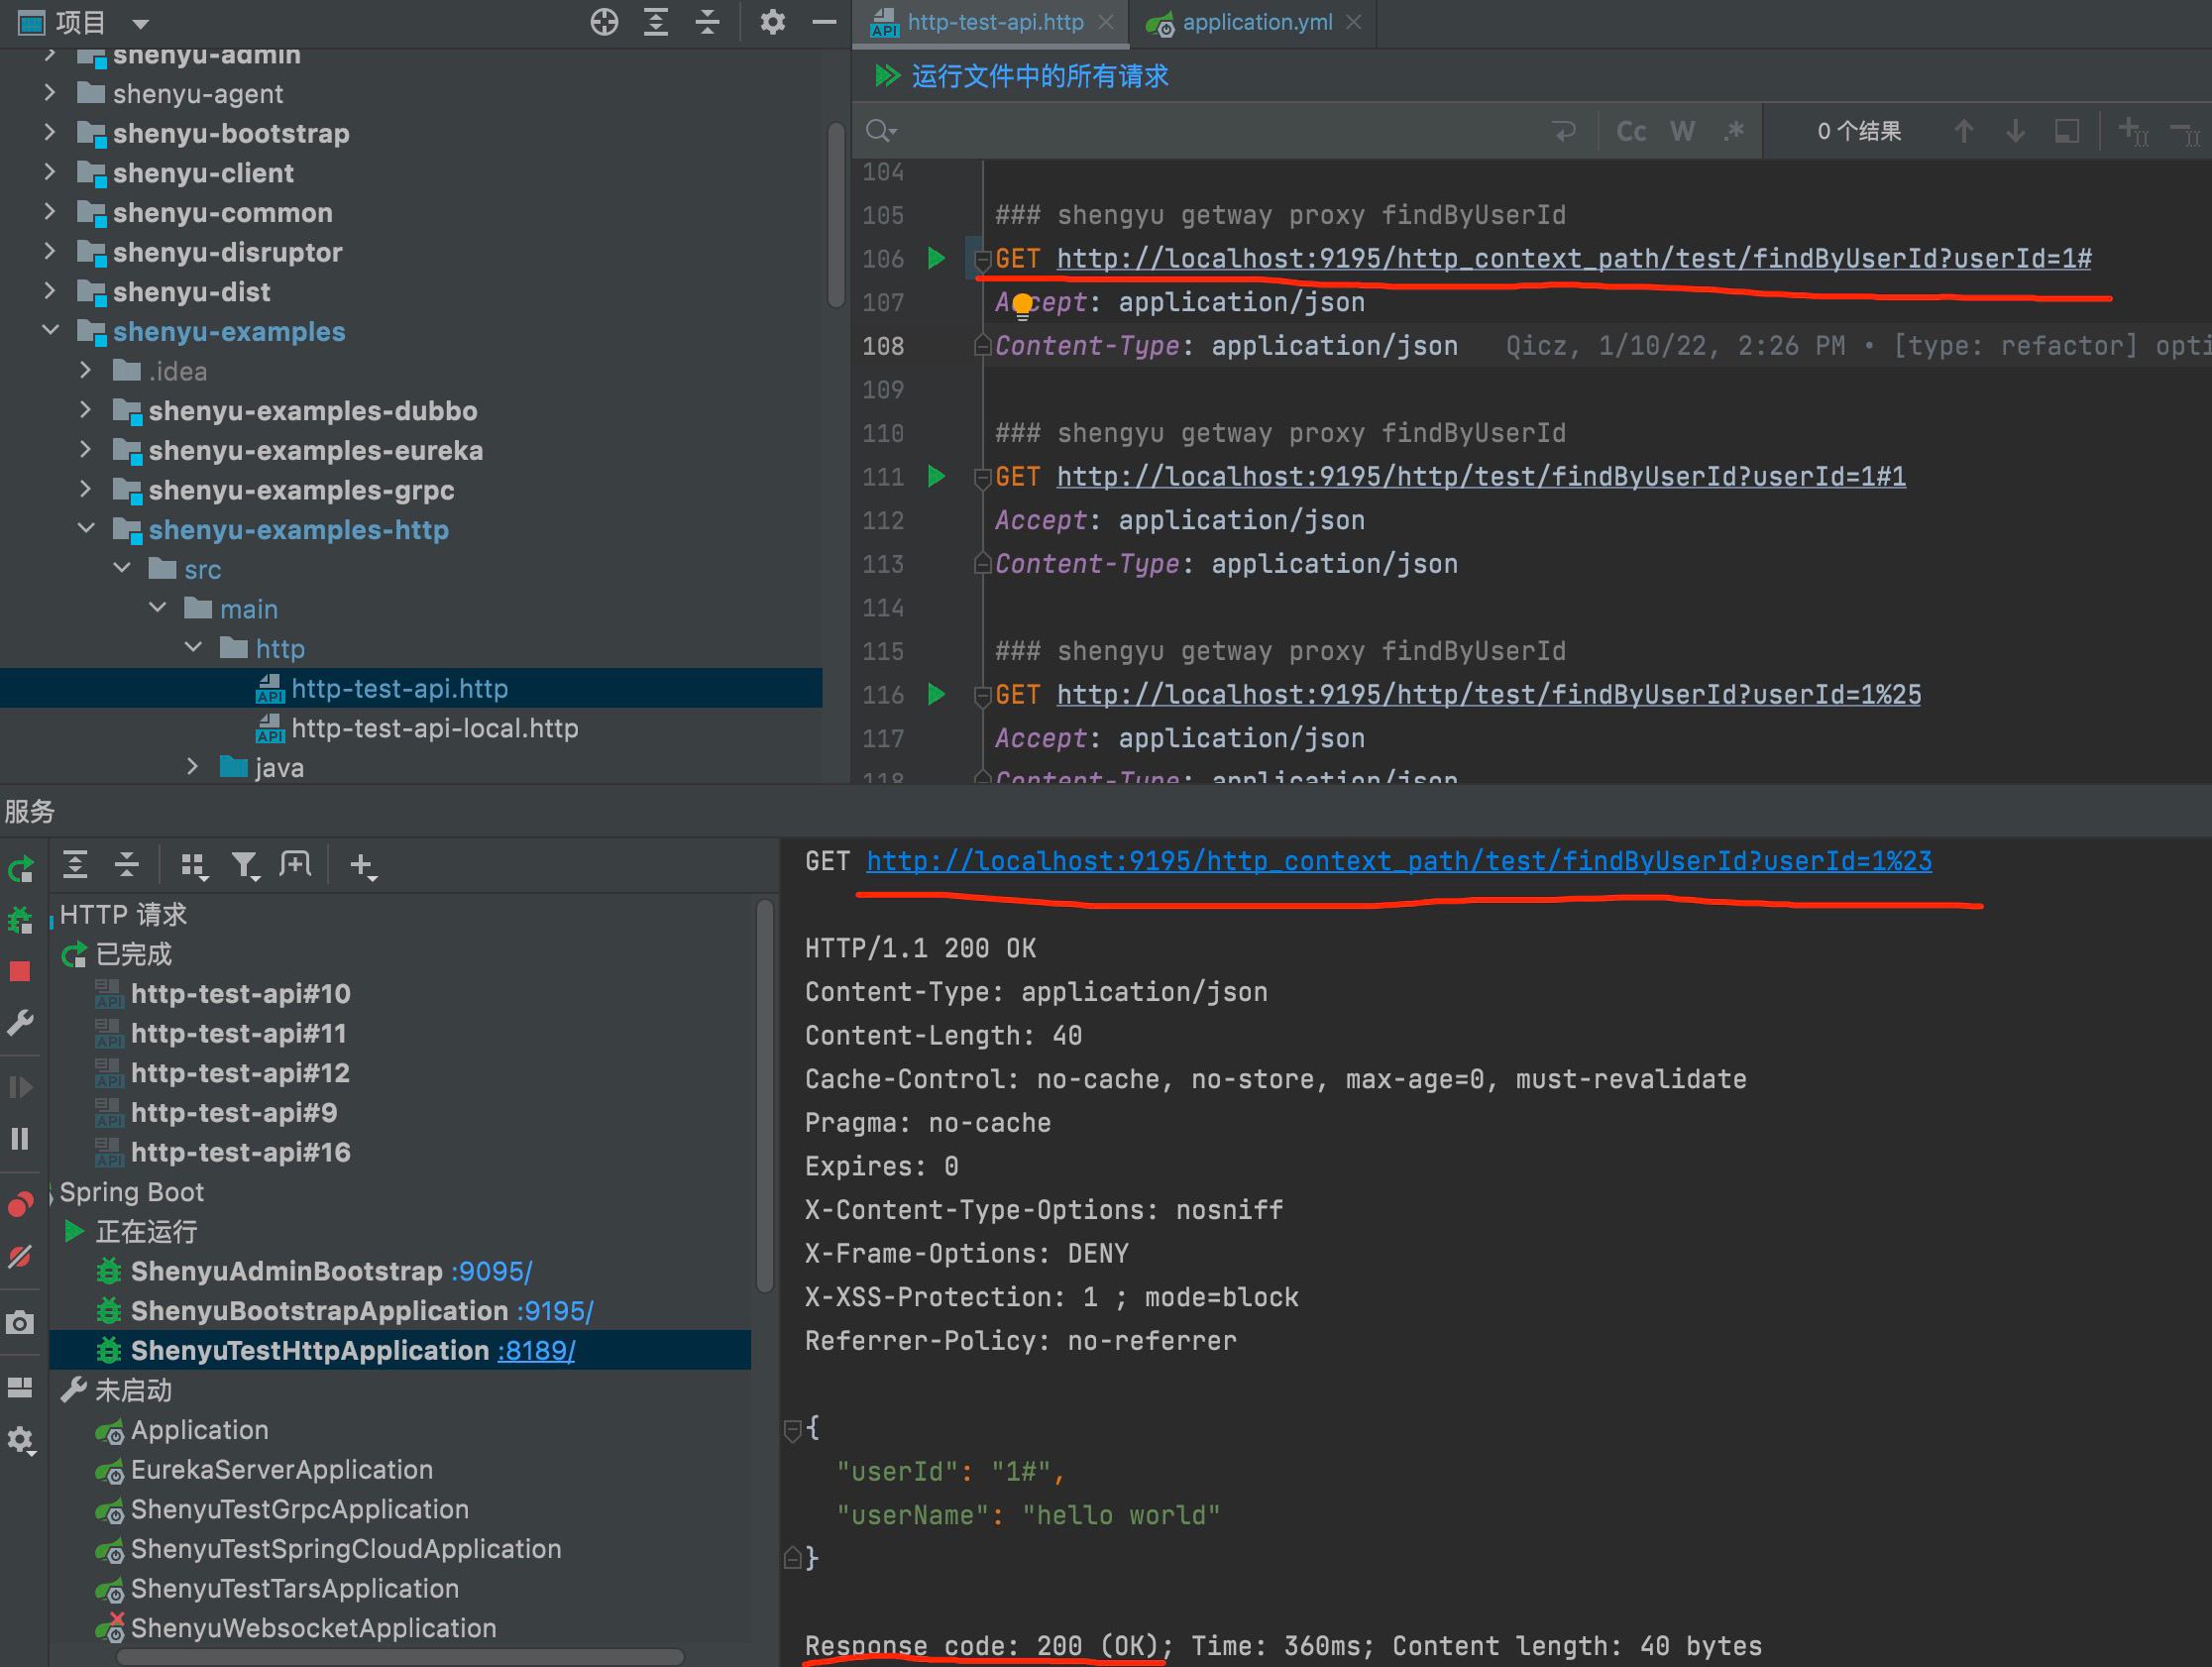 项目
shenyu-admin
shenyu-agent
shenyu-bootstrap
shenyu-client
shenyu-common
shenyu-disruptor
shenyu-dist
shenyu-examples
.idea
shenyu-examples-dubbo
shenyu-examples-eureka
shenyu-examples-grpc
shenyu-examples-http
src
main
http
http-test-api.http
http-test-api-local.http
java
http-test-api.http
application.yml
运行文件中的所有请求
Cc W .* 0 个结果
104
105 ### shengyu getway proxy findByUserId
106 GET http://localhost:9195/http_context_path/test/findByUserId?userId=1#
107 Accept: application/json
108 Content-Type: application/json Qicz, 1/10/22, 2:26 PM • [type: refactor] opti
109
110 ### shengyu getway proxy findByUserId
111 GET http://localhost:9195/http/test/findByUserId?userId=1#1
112 Accept: application/json
113 Content-Type: application/json
114
115 ### shengyu getway proxy findByUserId
116 GET http://localhost:9195/http/test/findByUserId?userId=1%25
117 Accept: application/json
118 Content-Type: application/json
服务
HTTP 请求
已完成
http-test-api#10
http-test-api#11
http-test-api#12
http-test-api#9
http-test-api#16
Spring Boot
正在运行
ShenyuAdminBootstrap :9095/
ShenyuBootstrapApplication :9195/
ShenyuTestHttpApplication :8189/
未启动
Application
EurekaServerApplication
ShenyuTestGrpcApplication
ShenyuTestSpringCloudApplication
ShenyuTestTarsApplication
ShenyuWebsocketApplication
GET http://localhost:9195/http_context_path/test/findByUserId?userId=1%23
HTTP/1.1 200 OK
Content-Type: application/json
Content-Length: 40
Cache-Control: no-cache, no-store, max-age=0, must-revalidate
Pragma: no-cache
Expires: 0
X-Content-Type-Options: nosniff
X-Frame-Options: DENY
X-XSS-Protection: 1 ; mode=block
Referrer-Policy: no-referrer
{
"userId": "1#",
"userName": "hello world"
}
Response code: 200 (OK); Time: 360ms; Content length: 40 bytes